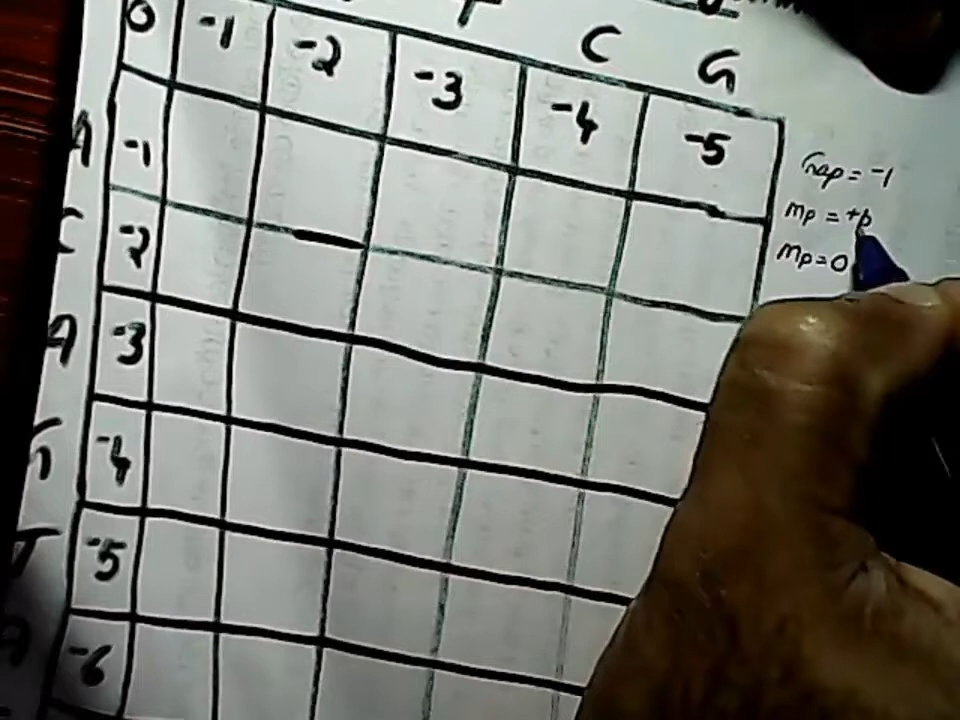 C G
0 -1 -2 -3 -4 -5
A -1
-2
A -3
-4
T -5
A -6
Gap = -1
mp =
mp = 0